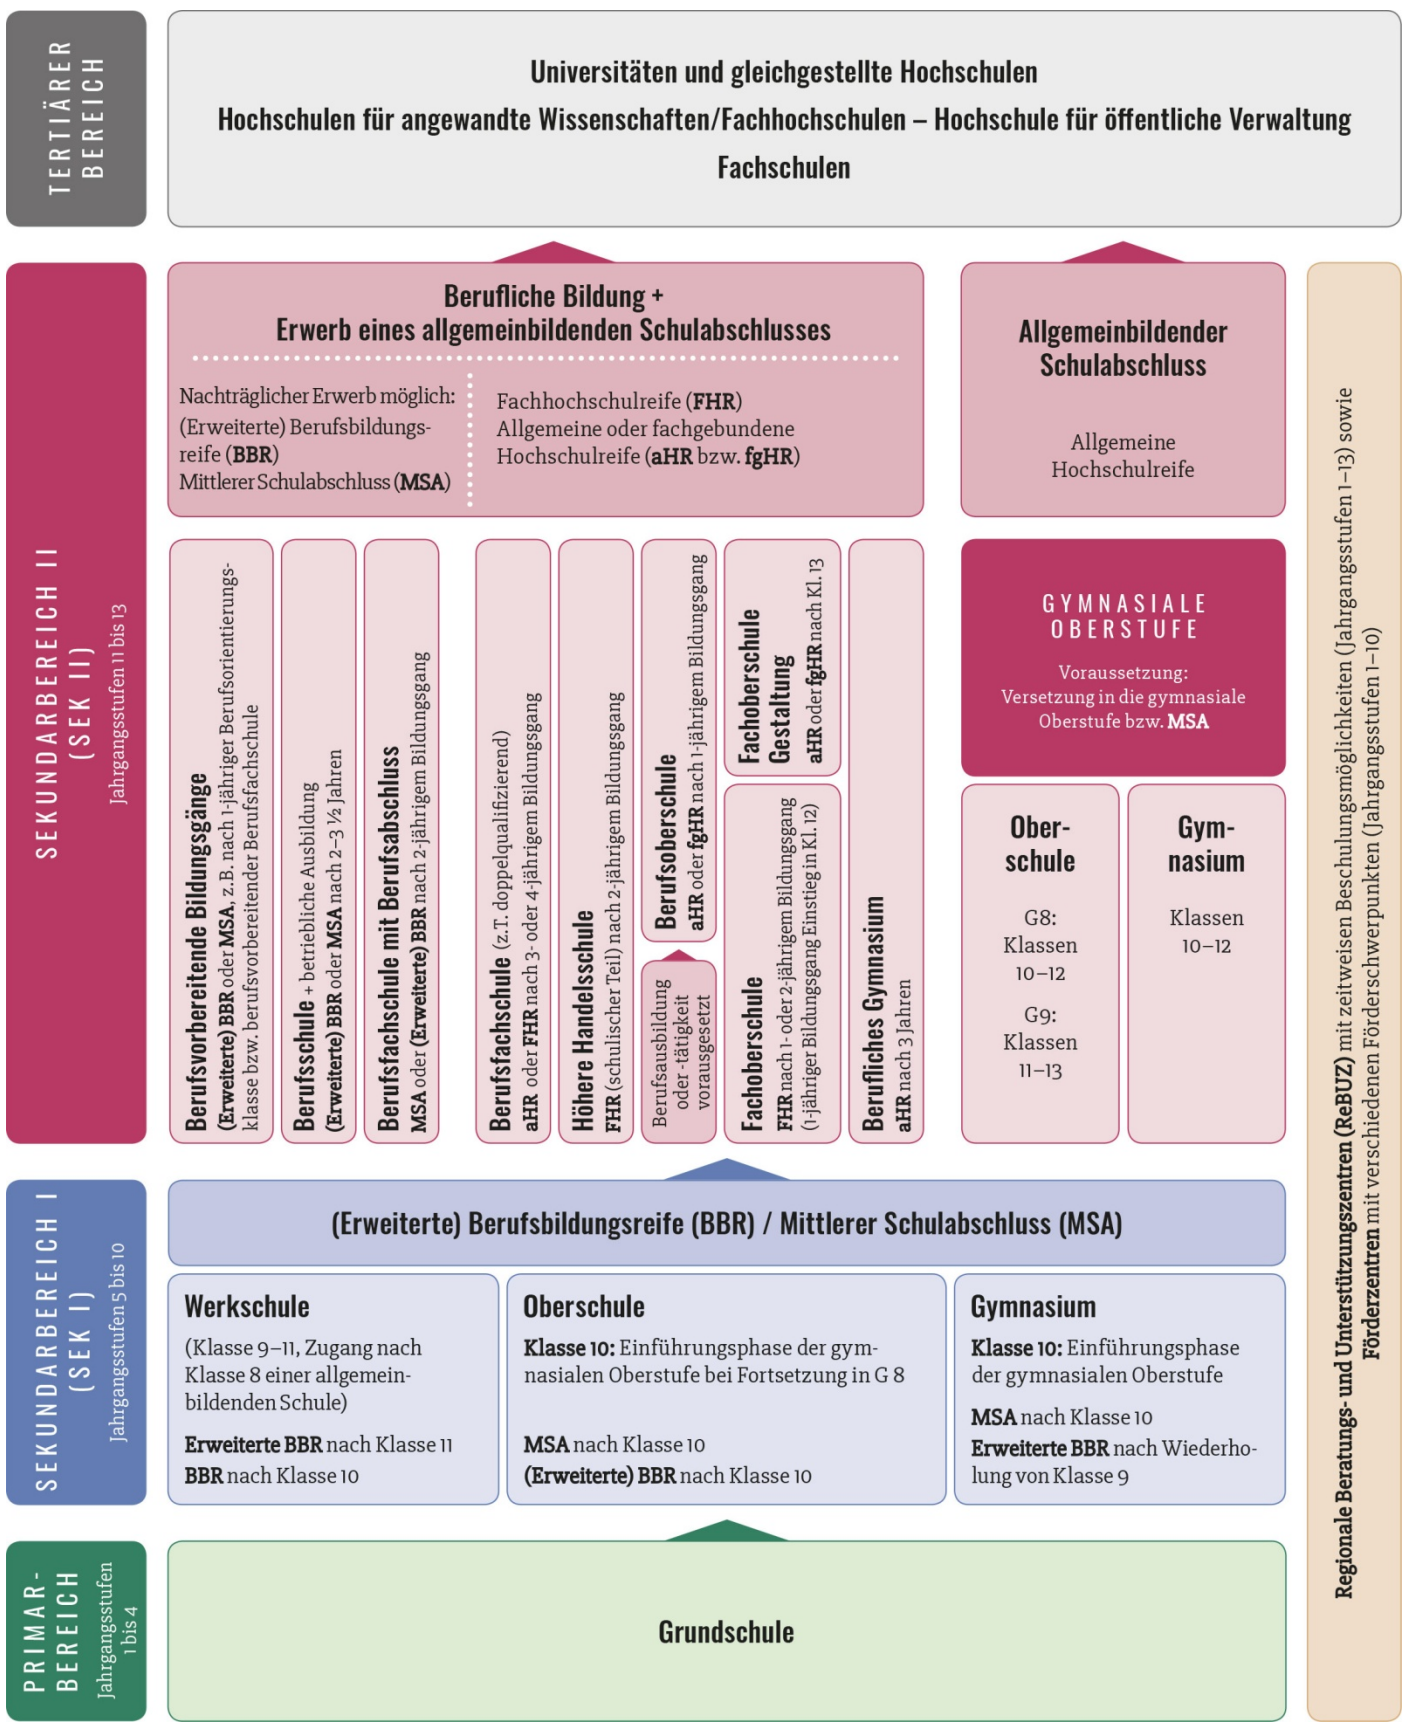 TERTIÄRER
BEREICH
Universitäten und gleichgestellte Hochschulen
Hochschulen für angewandte Wissenschaften/Fachhochschulen – Hochschule für öffentliche Verwaltung
Fachschulen
SEKUNDARBEREICH II
(SEK II)
Jahrgangsstufen 11 bis 13
Berufliche Bildung +
Erwerb eines allgemeinbildenden Schulabschlusses
Nachträglicher Erwerb möglich:
(Erweiterte) Berufsbildungs-
reife (BBR)
Mittlerer Schulabschluss (MSA)
Fachhochschulreife (FHR)
Allgemeine oder fachgebundene
Hochschulreife (aHR bzw. fgHR)
Allgemeinbildender
Schulabschluss
Allgemeine
Hochschulreife
Berufsvorbereitende Bildungsgänge
(Erweiterte) BBR oder MSA, z.B. nach 1-jähriger Berufsorientierungs-
klasse bzw. berufsvorbereitender Berufsfachschule
Berufsschule + betriebliche Ausbildung
(Erweiterte) BBR oder MSA nach 2–3 ½ Jahren
Berufsfachschule mit Berufsabschluss
MSA oder (Erweiterte) BBR nach 2-jährigem Bildungsgang
Berufsfachschule (z.T. doppelqualifizierend)
aHR oder FHR nach 3- oder 4-jährigem Bildungsgang
Höhere Handelsschule
FHR (schulischer Teil) nach 2-jährigem Bildungsgang
Berufsoberschule
aHR oder fgHR nach 1-jährigem Bildungsgang
Berufsausbildung
oder -tätigkeit
vorausgesetzt
Fachoberschule
Gestaltung
aHR oder fgHR nach Kl. 13
Fachoberschule
FHR nach 1- oder 2-jährigem Bildungsgang
(1-jähriger Bildungsgang Einstieg in Kl. 12)
Berufliches Gymnasium
aHR nach 3 Jahren
GYMNASIALE
OBERSTUFE
Voraussetzung:
Versetzung in die gymnasiale
Oberstufe bzw. MSA
Ober-
schule
G8:
Klassen
10–12
G9:
Klassen
11–13
Gym-
nasium
Klassen
10–12
SEKUNDARBEREICH I
(SEK I)
Jahrgangsstufen 5 bis 10
(Erweiterte) Berufsbildungsreife (BBR) / Mittlerer Schulabschluss (MSA)
Werkschule
(Klasse 9–11, Zugang nach
Klasse 8 einer allgemein-
bildenden Schule)
Erweiterte BBR nach Klasse 11
BBR nach Klasse 10
Oberschule
Klasse 10: Einführungsphase der gym-
nasialen Oberstufe bei Fortsetzung in G 8
MSA nach Klasse 10
(Erweiterte) BBR nach Klasse 10
Gymnasium
Klasse 10: Einführungsphase
der gymnasialen Oberstufe
MSA nach Klasse 10
Erweiterte BBR nach Wiederho-
lung von Klasse 9
PRIMAR-
BEREICH
Jahrgangsstufen
1 bis 4
Grundschule
Regionale Beratungs- und Unterstützungszentren (ReBUZ) mit zeitweisen Beschulungsmöglichkeiten (Jahrgangsstufen 1–13) sowie
Förderzentren mit verschiedenen Förderschwerpunkten (Jahrgangsstufen 1–10)